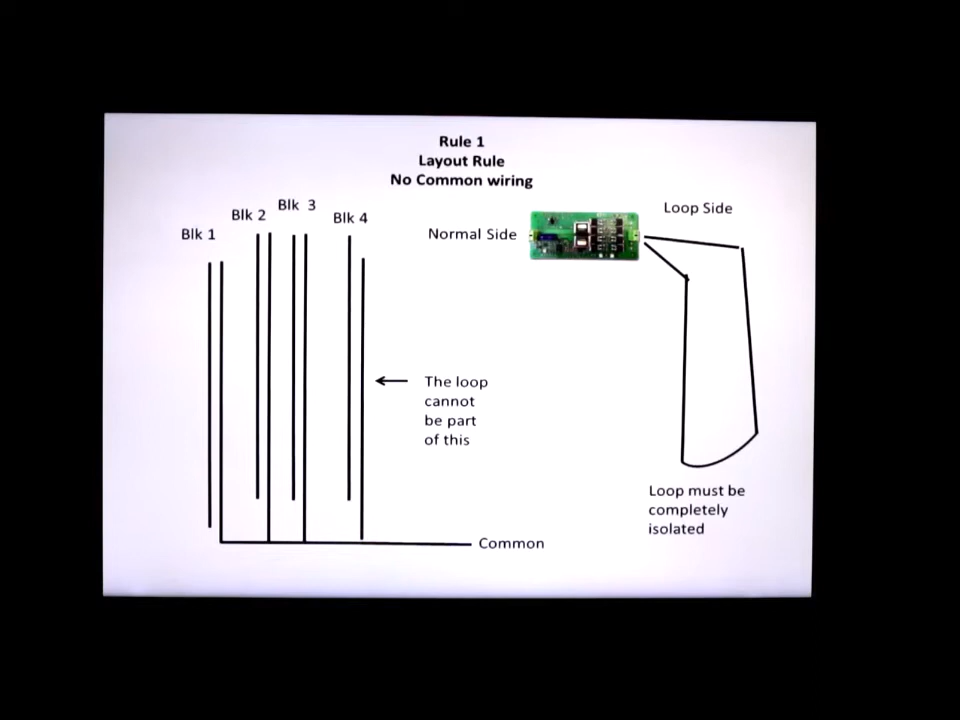 Rule 1
Layout Rule
No Common wiring
Blk 1
Blk 2
Blk 3
Blk 4
Normal Side
Loop Side
The loop
cannot
be part
of this
Loop must be
completely
isolated
Common